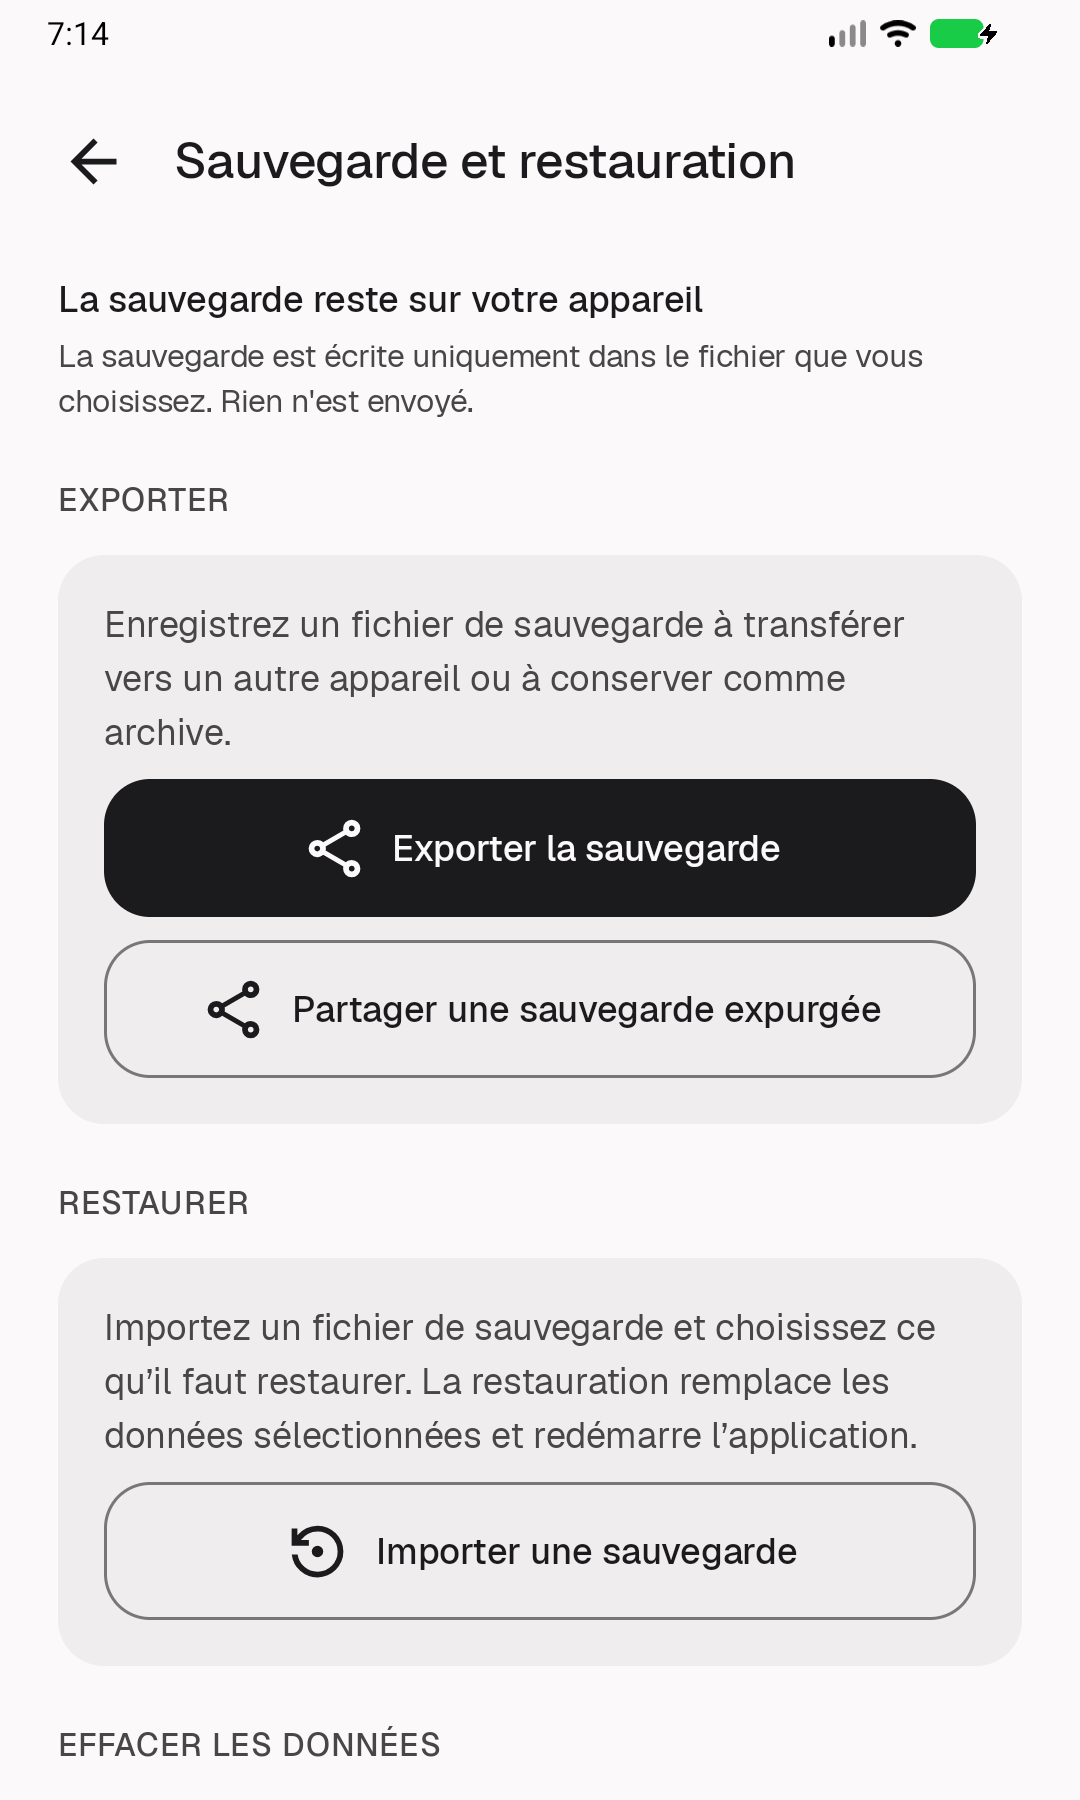 7:14
Sauvegarde et restauration
La sauvegarde reste sur votre appareil
La sauvegarde est écrite uniquement dans le fichier que vous
choisissez. Rien n'est envoyé.
EXPORTER
Enregistrez un fichier de sauvegarde à transférer
vers un autre appareil ou à conserver comme
archive.
Exporter la sauvegarde
Partager une sauvegarde expurgée
RESTAURER
Importez un fichier de sauvegarde et choisissez ce
qu’il faut restaurer. La restauration remplace les
données sélectionnées et redémarre l’application.
Importer une sauvegarde
EFFACER LES DONNÉES